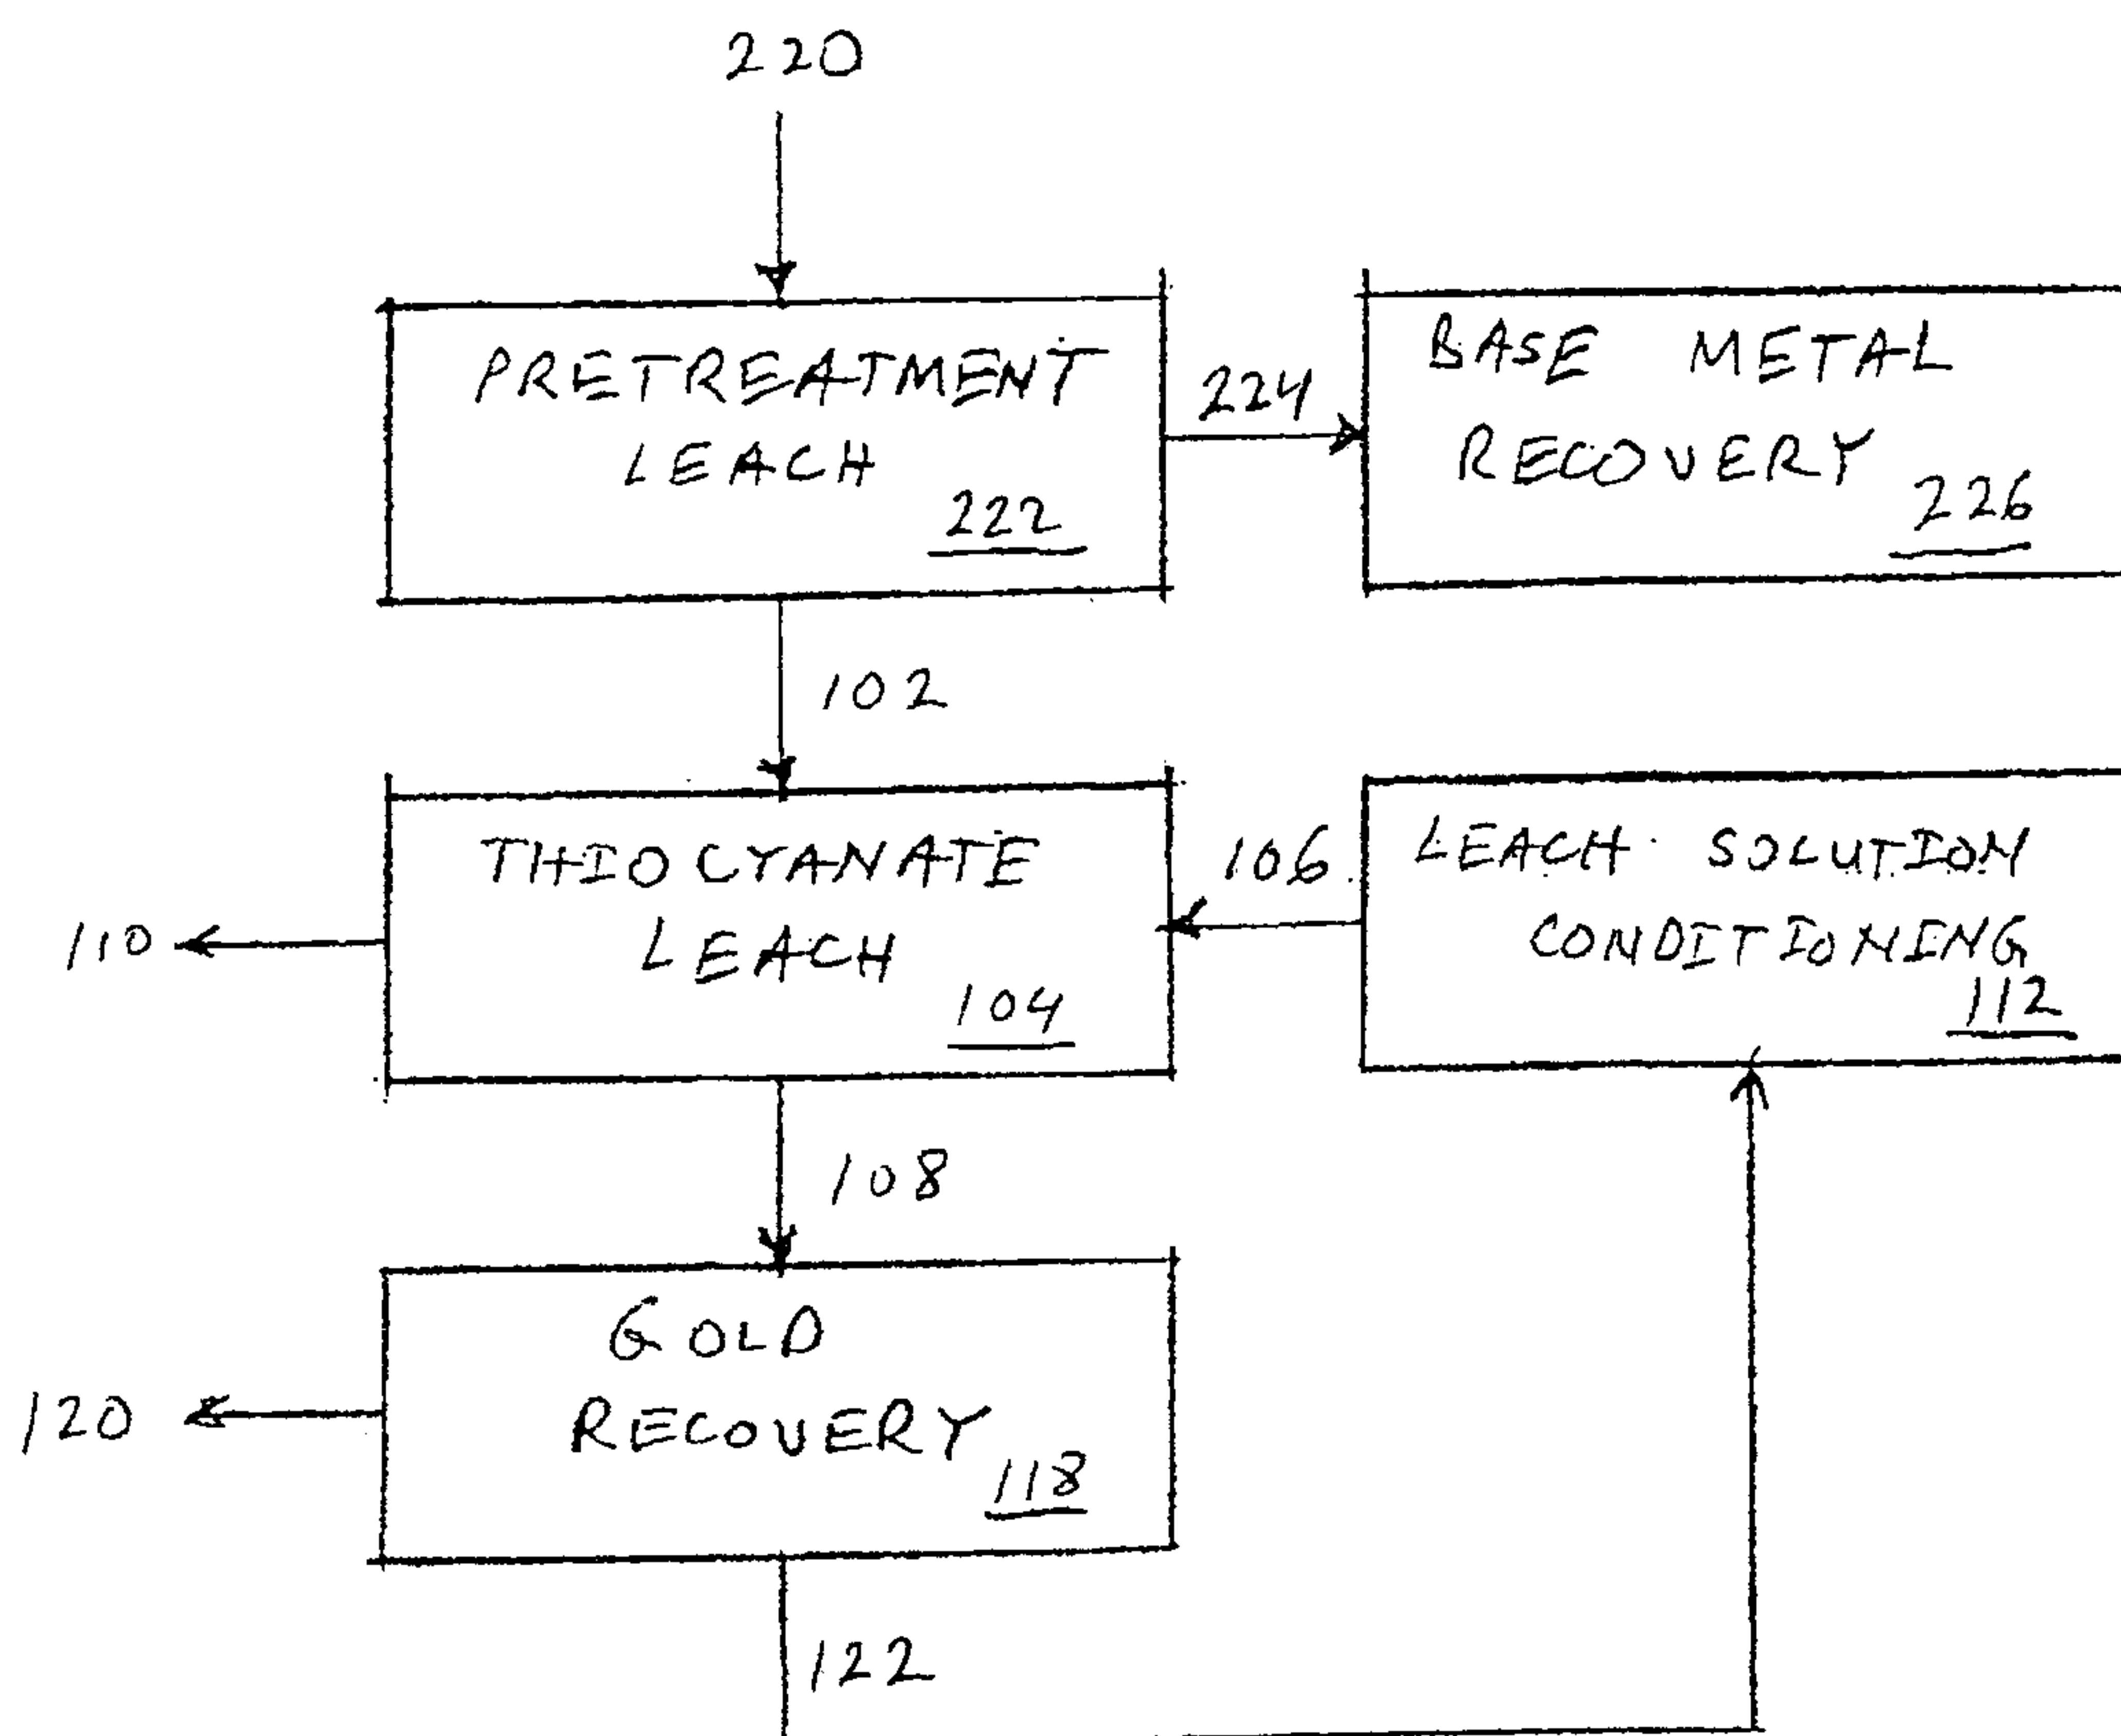 220
PRETREATMENT
LEACH
222
224
BASE METAL
RECOVERY
226
102
THIOCYANATE
LEACH
104
106
LEACH SOLUTION
CONDITIONING
112
110
108
GOLD
RECOVERY
118
120
122